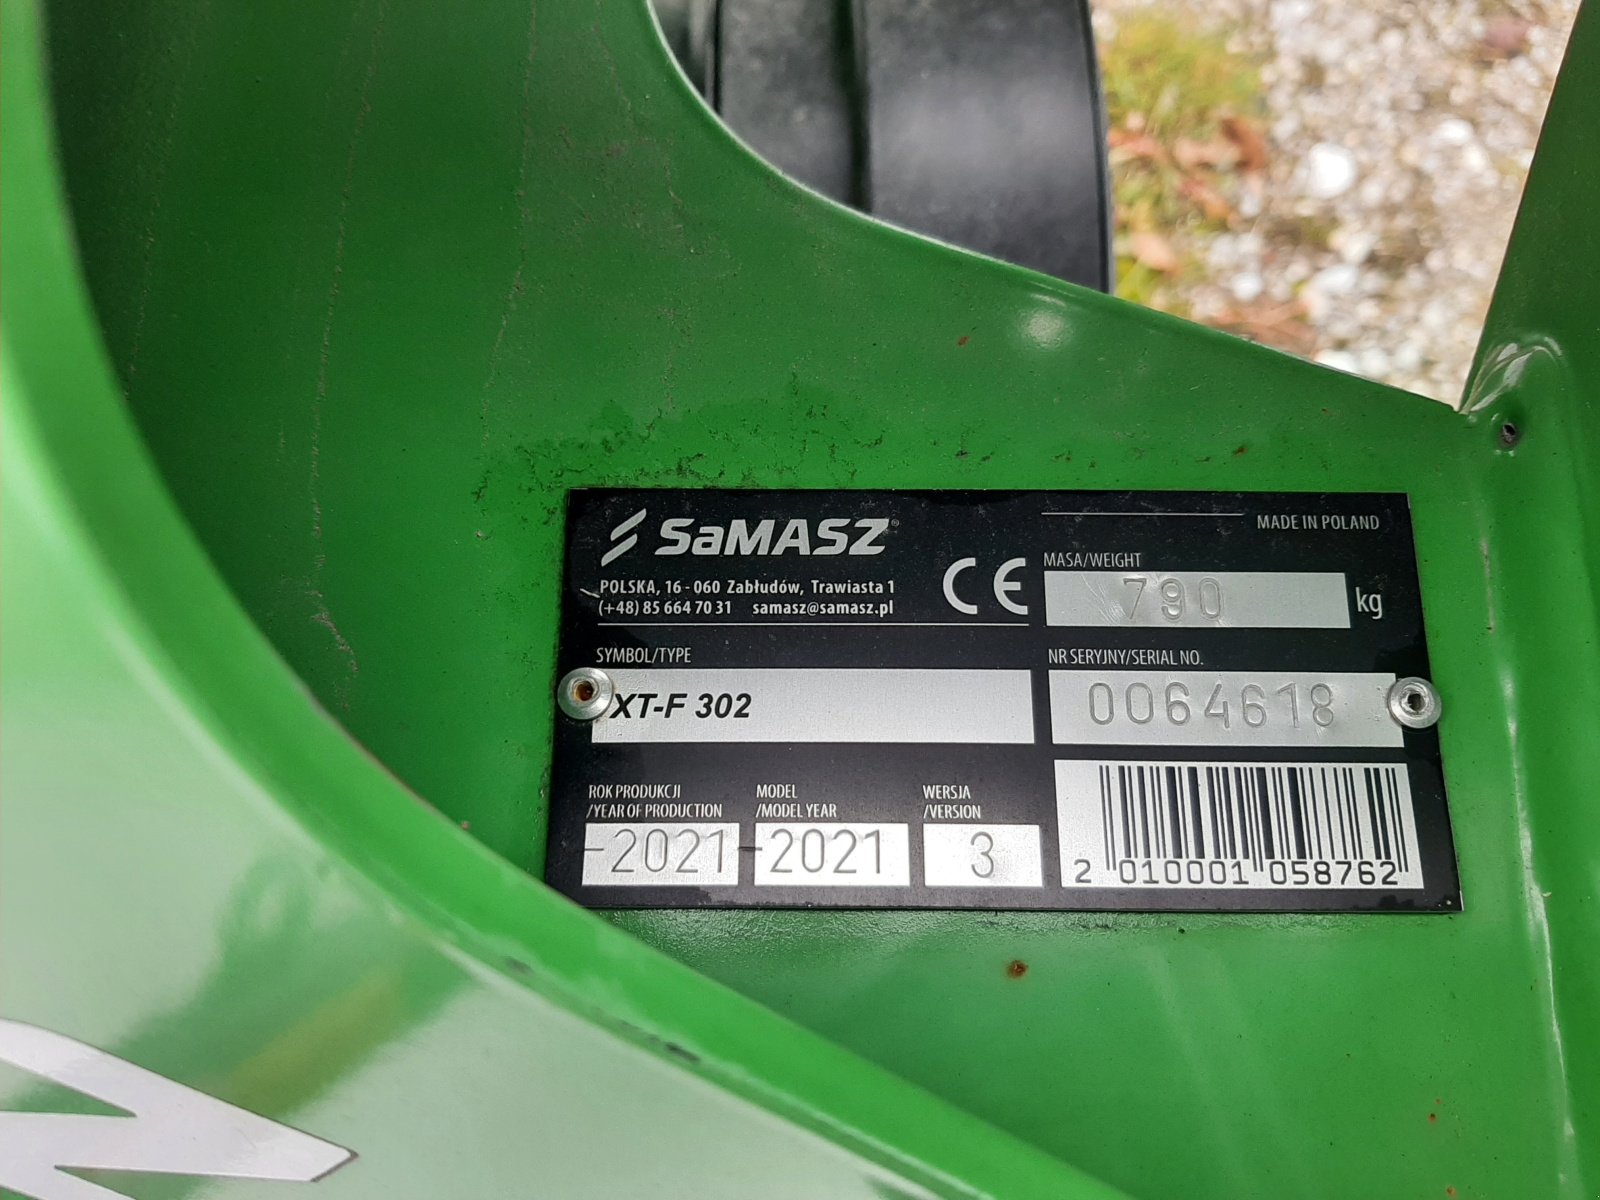 SaMASZ®
MADE IN POLAND
POLSKA, 16 - 060 Zabłudów, Trawiasta 1
(+48) 85 664 70 31 samasz@samasz.pl
CE
MASA/WEIGHT
790 kg
SYMBOL/TYPE
XT-F 302
NR SERYJNY/SERIAL NO.
0064618
ROK PRODUKCJI
/YEAR OF PRODUCTION
-2021-
MODEL
/MODEL YEAR
-2021
WERSJA
/VERSION
3
2 010001 058762